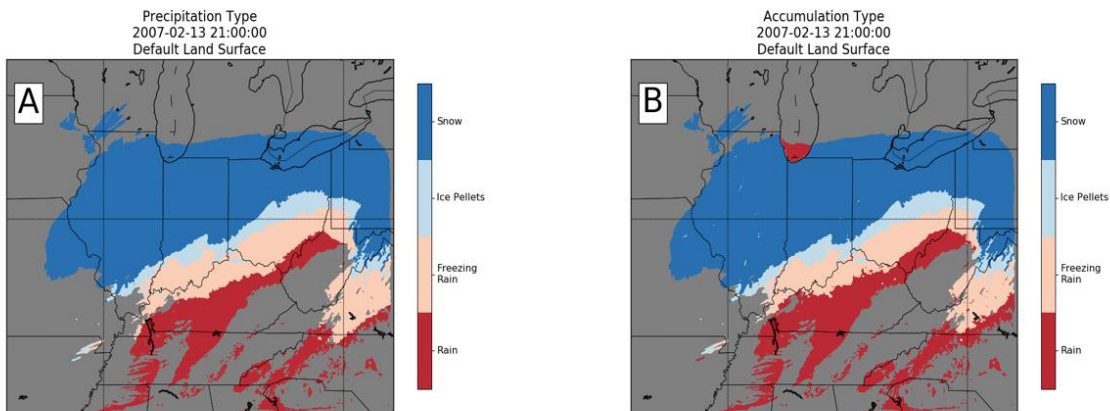 Precipitation Type
2007-02-13 21:00:00
Default Land Surface
A
Snow
Ice Pellets
Freezing
Rain
Rain
Accumulation Type
2007-02-13 21:00:00
Default Land Surface
B
Snow
Ice Pellets
Freezing
Rain
Rain